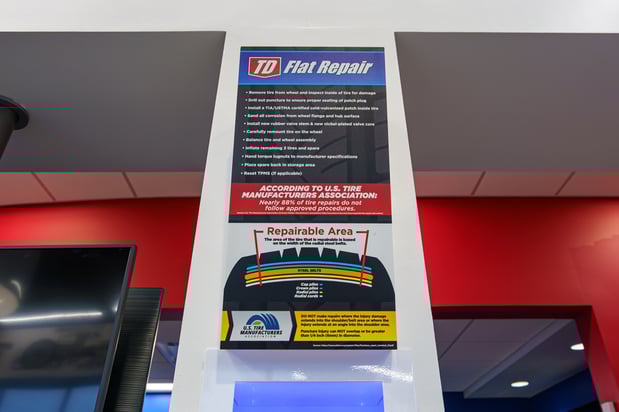 TD Flat Repair
• Remove tire from wheel and inspect inside of tire for damage
• Drill out puncture to ensure proper sealing of patch plug
• Install a TIA/USTMA certified cold-vulcanized patch inside tire
• Sand all corrosion from wheel flange and hub surface
• Install new rubber valve stem & new nickel-plated valve core
• Carefully remount tire on the wheel
• Balance tire and wheel assembly
• Inflate remaining 3 tires and spare
• Hand torque lugnuts to manufacturer specifications
• Place spare back in storage area
• Reset TPMS (if applicable)
ACCORDING TO U.S. TIRE
MANUFACTURERS ASSOCIATION:
Nearly 88% of tire repairs do not
follow approved procedures.
Repairable Area
The area of the tire that is repairable is based
on the width of the radial steel belts.
STEEL BELTS
Cap plies
Crown plies
Radial plies
Radial cords
U.S. TIRE
MANUFACTURERS
ASSOCIATION
DO NOT make repairs where the injury damage
extends into the shoulder/belt area or where the
injury extends at an angle into the shoulder area.
Puncture injury can NOT overlap or be greater
than 1/4 inch (6mm) in diameter.